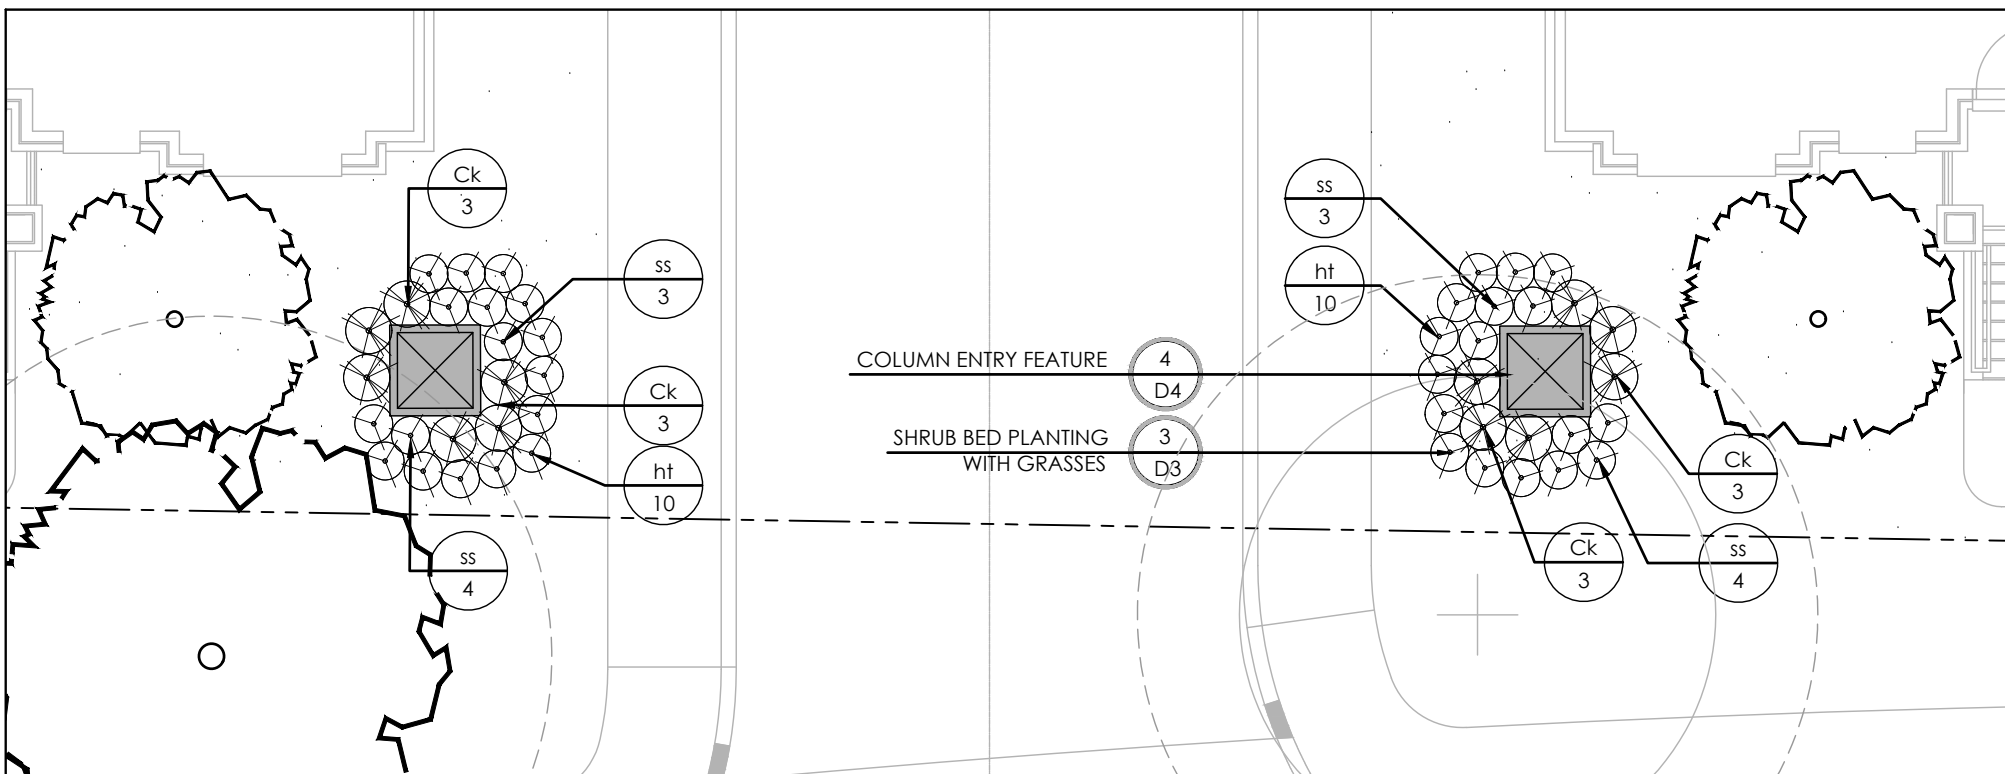 Ck
3
ss
3
Ck
3
ht
10
ss
4
COLUMN ENTRY FEATURE
4
D4
SHRUB BED PLANTING
WITH GRASSES
3
D3
ss
3
ht
10
Ck
3
Ck
3
ss
4